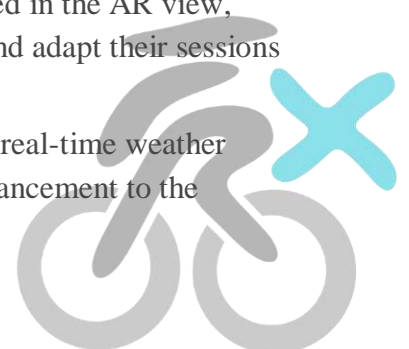 ed in the AR view,
nd adapt their sessions
real-time weather
ancement to the